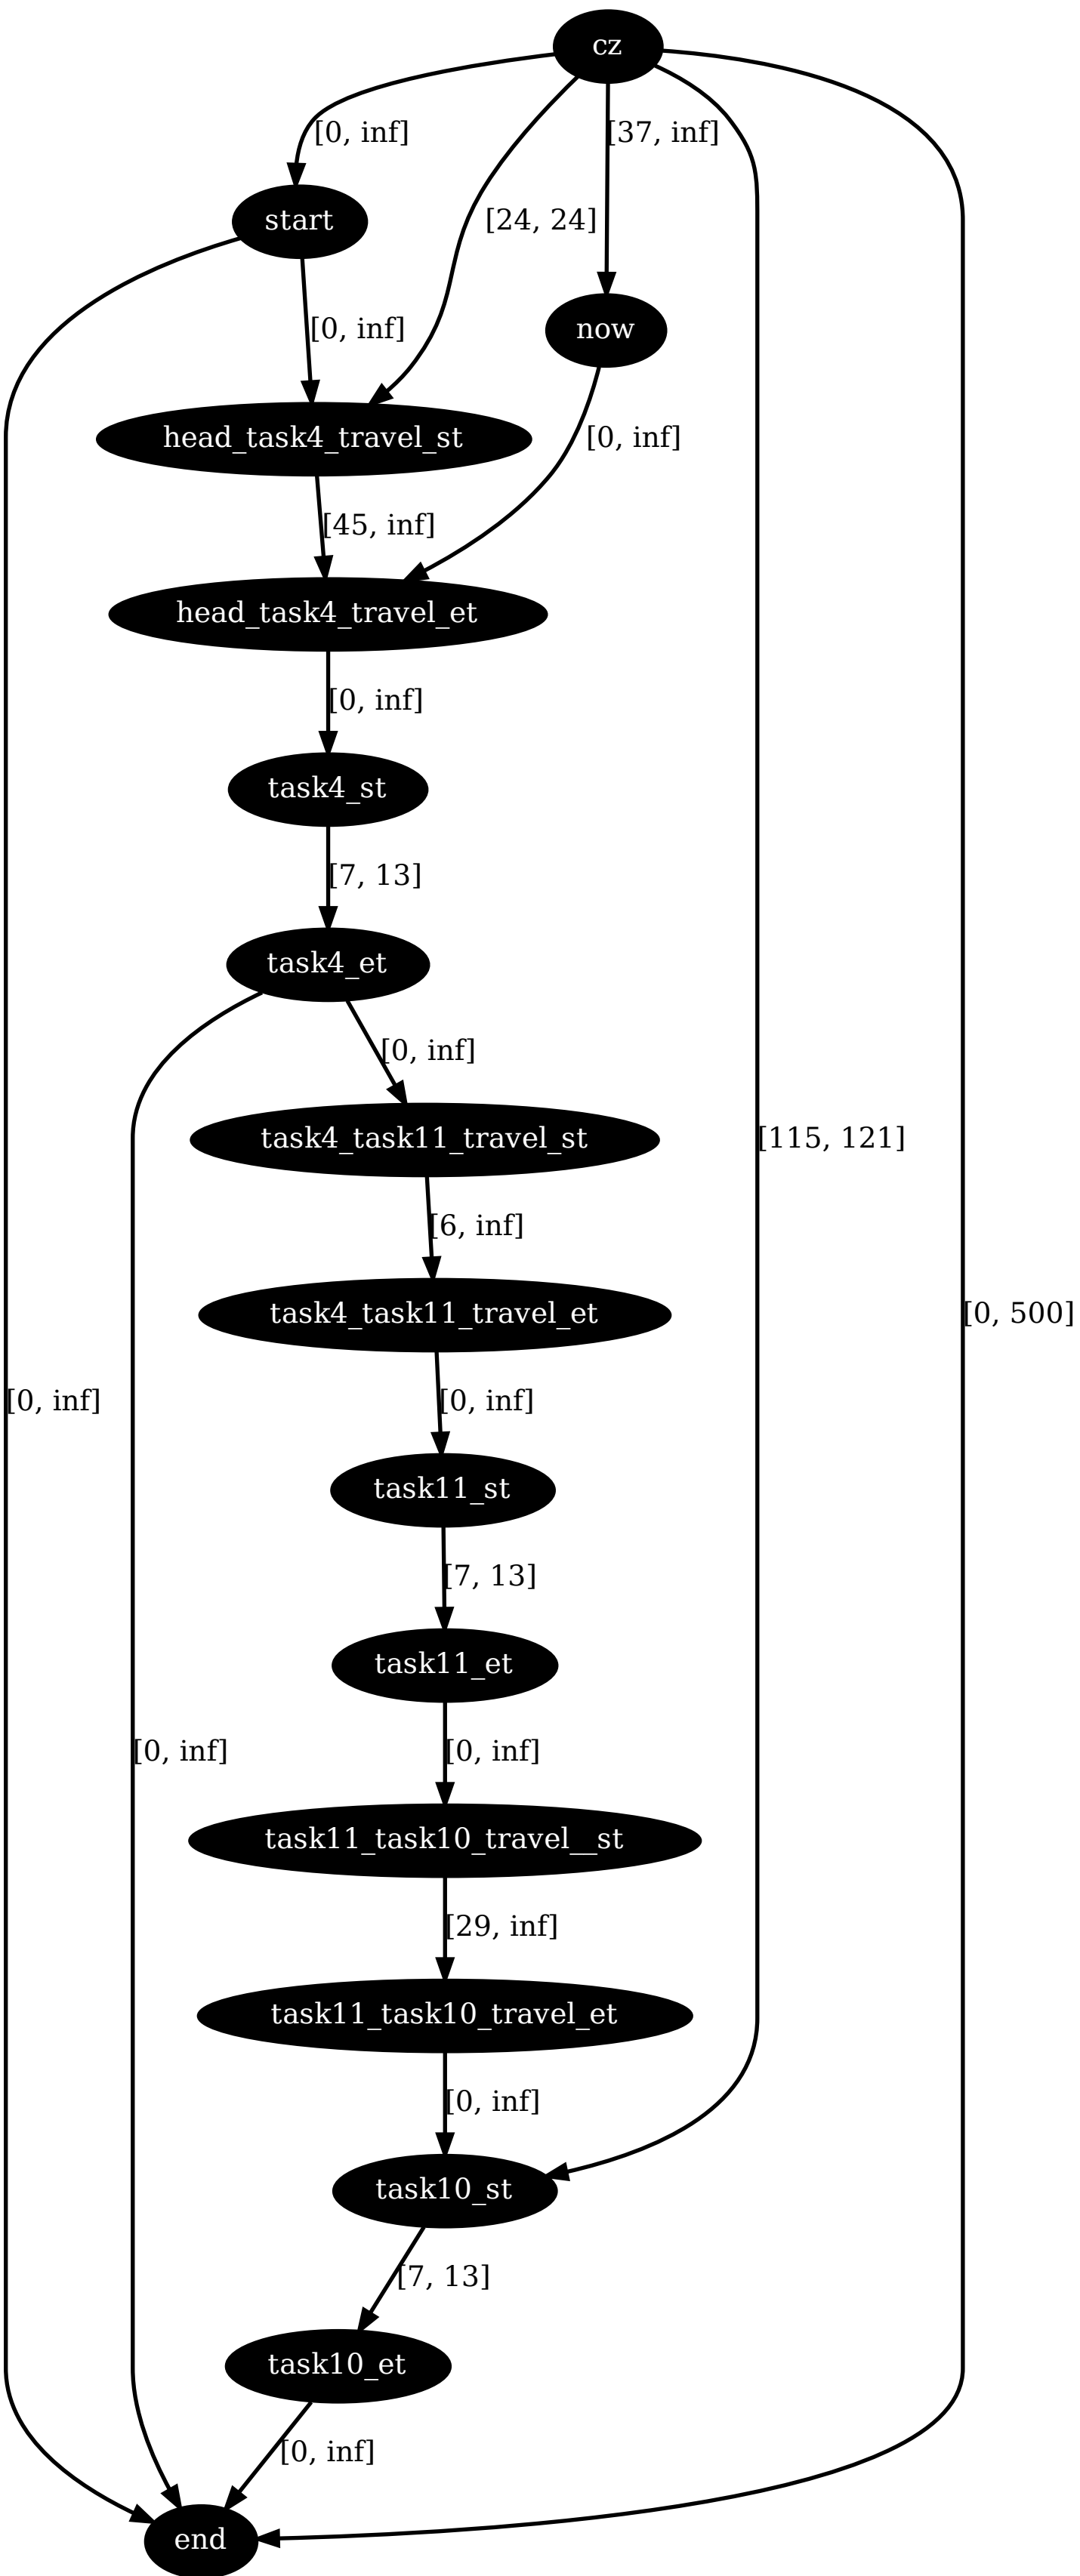 cz
[0, inf]
[37, inf]
start
[24, 24]
[0, inf]
now
head_task4_travel_st
[0, inf]
[45, inf]
head_task4_travel_et
[0, inf]
task4_st
[7, 13]
task4_et
[0, inf]
task4_task11_travel_st
[115, 121]
[6, inf]
task4_task11_travel_et
[0, 500]
[0, inf]
[0, inf]
task11_st
[7, 13]
task11_et
[0, inf]
[0, inf]
task11_task10_travel__st
[29, inf]
task11_task10_travel_et
[0, inf]
task10_st
[7, 13]
task10_et
[0, inf]
end